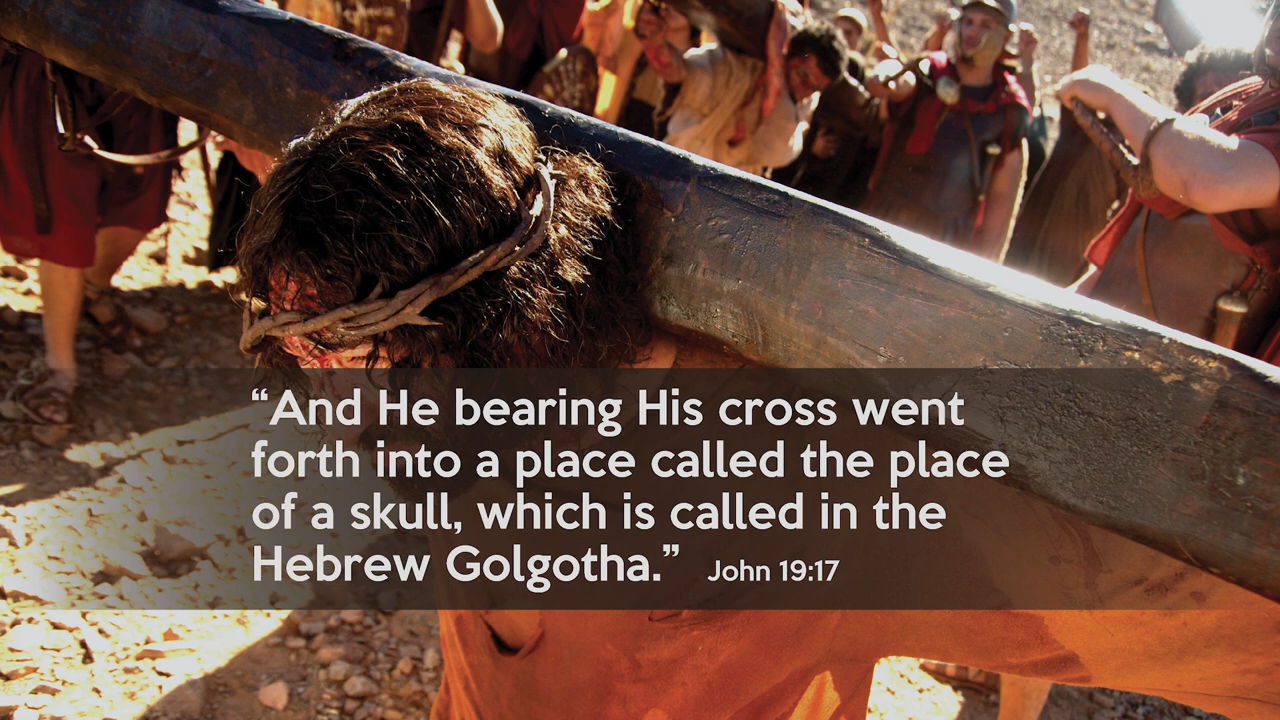 “And He bearing His cross went
forth into a place called the place
of a skull, which is called in the
Hebrew Golgotha.” John 19:17